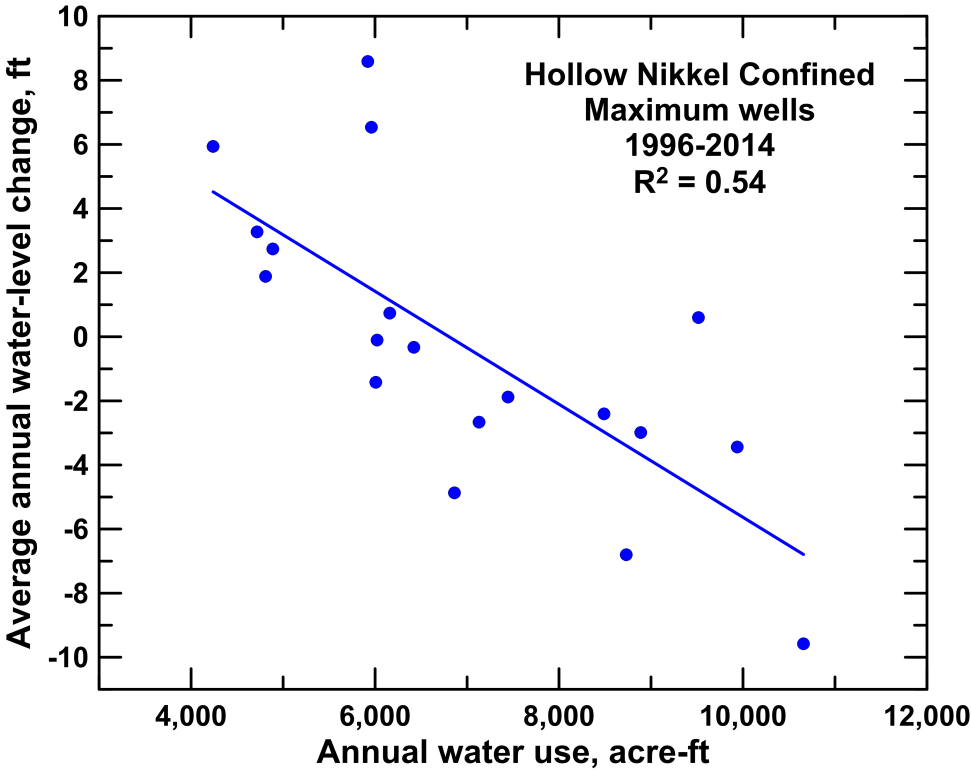 10
8
6
4
2
0
-2
-4
-6
-8
-10
Average annual water-level change, ft
Hollow Nikkel Confined
Maximum wells
1996-2014
R² = 0.54
4,000 6,000 8,000 10,000 12,000
Annual water use, acre-ft